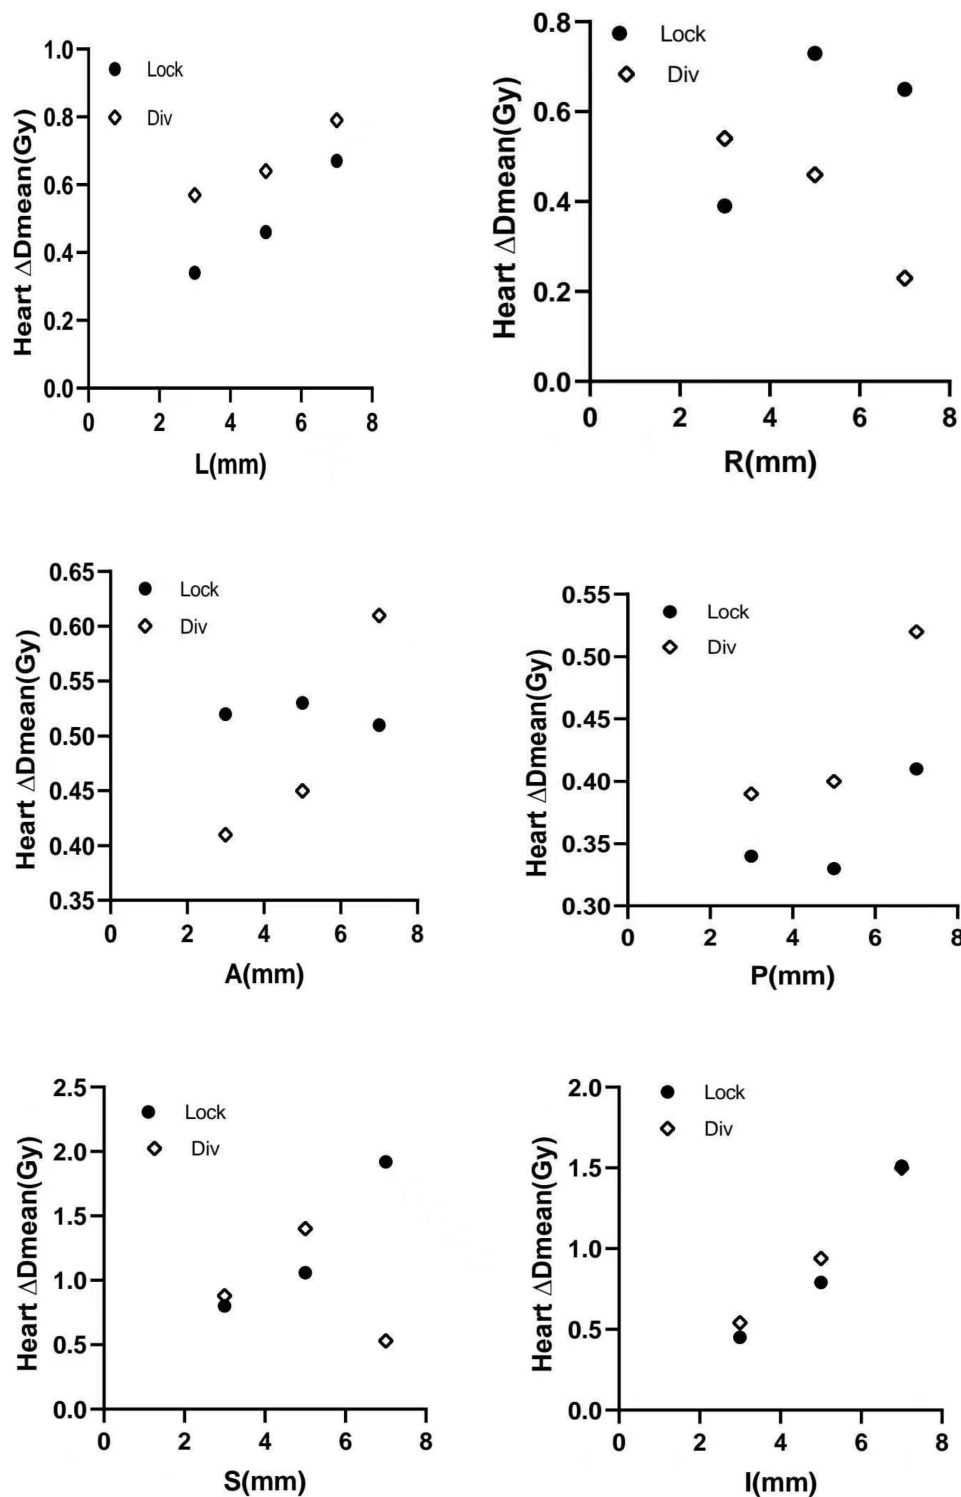 1.0
0.8
0.6
0.4
0.2
0.0
Heart ΔDmean(Gy)
Lock
Div
0 2 4 6 8
L(mm)
0.8
0.6
0.4
0.2
0.0
Heart ΔDmean(Gy)
Lock
Div
0 2 4 6 8
R(mm)
0.65
0.60
0.55
0.50
0.45
0.40
0.35
Heart ΔDmean(Gy)
Lock
Div
0 2 4 6 8
A(mm)
0.55
0.50
0.45
0.40
0.35
0.30
Heart ΔDmean(Gy)
Lock
Div
0 2 4 6 8
P(mm)
2.5
2.0
1.5
1.0
0.5
0.0
Heart ΔDmean(Gy)
Lock
Div
0 2 4 6 8
S(mm)
2.0
1.5
1.0
0.5
0.0
Heart ΔDmean(Gy)
Lock
Div
0 2 4 6 8
I(mm)